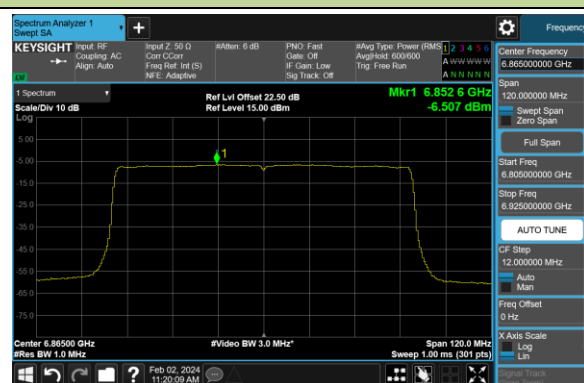 Spectrum Analyzer 1
Swept SA
Frequency
KEYSIGHT
Input: RF
Coupling: AC
Align: Auto
Input Z: 50 Ω
Corr CCorr
Freq Ref: Int (S)
NFE: Adaptive
#Atten: 6 dB
PNO: Fast
Gate: Off
IF Gain: Low
Sig Track: Off
#Avg Type: Power (RMS
Avg|Hold: 600/600
Trig: Free Run
1 2 3 4 5 6
A W W W W W
A N N N N N
LW
1 Spectrum
Scale/Div 10 dB
Log
Ref Lvl Offset 22.50 dB
Ref Level 15.00 dBm
Mkr1 6.852 6 GHz
-6.507 dBm
5.00
-5.00
-15.0
-25.0
-35.0
-45.0
-55.0
-65.0
-75.0
1
Center 6.86500 GHz
#Res BW 1.0 MHz
#Video BW 3.0 MHz*
Span 120.0 MHz
Sweep 1.00 ms (301 pts)
Center Frequency
6.865000000 GHz
Span
120.000000 MHz
Swept Span
Zero Span
Full Span
Start Freq
6.805000000 GHz
Stop Freq
6.925000000 GHz
AUTO TUNE
CF Step
12.000000 MHz
Auto
Man
Freq Offset
0 Hz
X Axis Scale
Log
Lin
Signal Track
Feb 02, 2024
11:20:09 AM
?